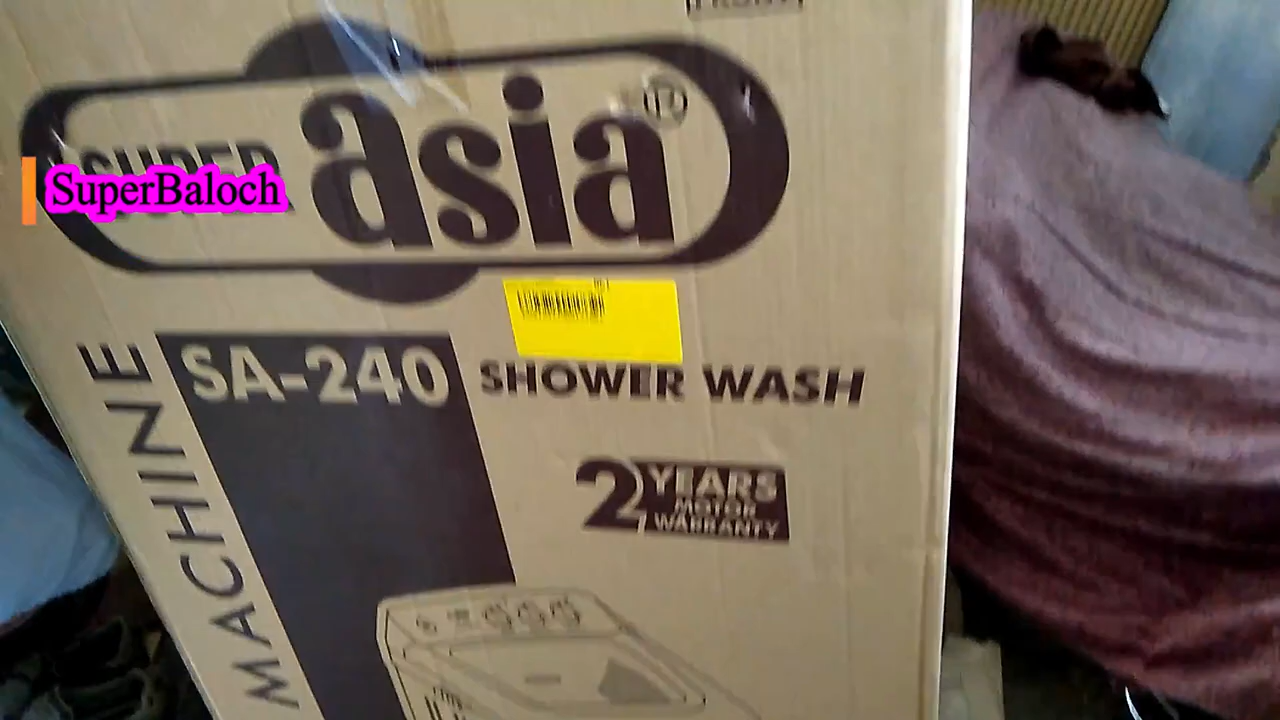 SUPER
asia
SuperBaloch
SA-240
SHOWER WASH
2 YEARS
MOTOR
WARRANTY
MACHINE